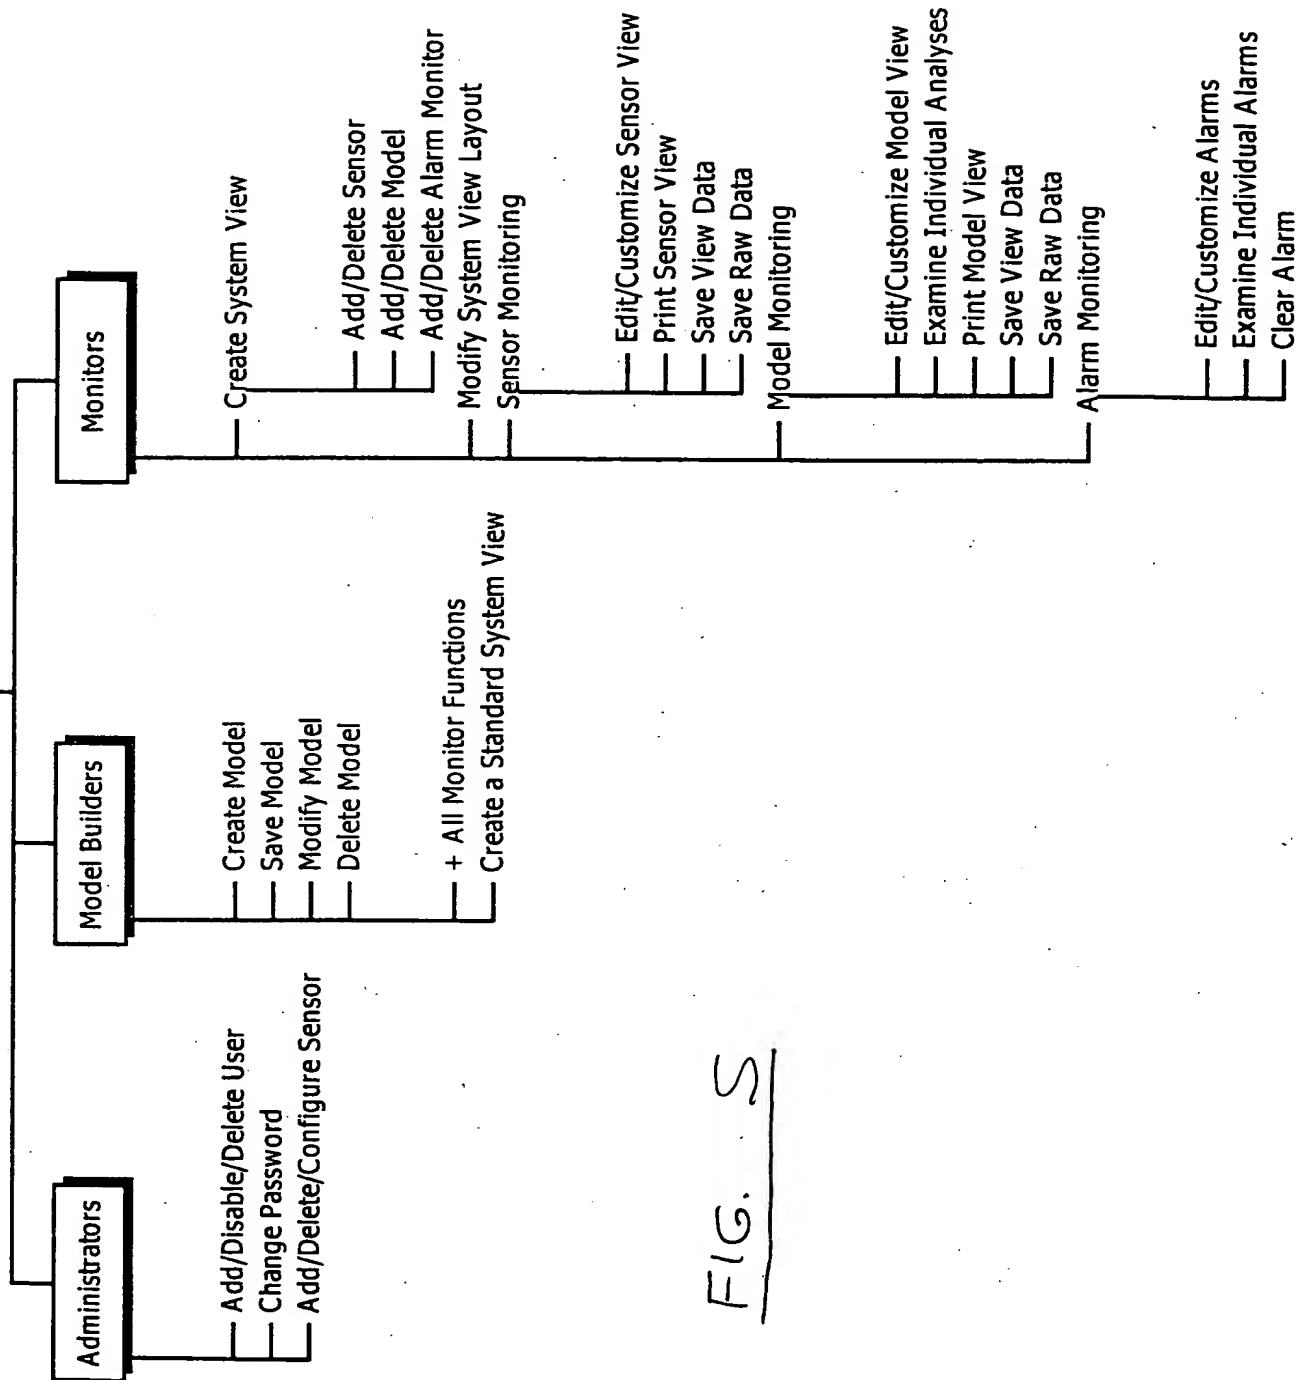 Administrators
Add/Disable/Delete User
Change Password
Add/Delete/Configure Sensor
Model Builders
Create Model
Save Model
Modify Model
Delete Model
+ All Monitor Functions
Create a Standard System View
Monitors
Create System View
Add/Delete Sensor
Add/Delete Model
Add/Delete Alarm Monitor
Modify System View Layout
Sensor Monitoring
Edit/Customize Sensor View
Print Sensor View
Save View Data
Save Raw Data
Model Monitoring
Edit/Customize Model View
Examine Individual Analyses
Print Model View
Save View Data
Save Raw Data
Alarm Monitoring
Edit/Customize Alarms
Examine Individual Alarms
Clear Alarm
FIG. 5